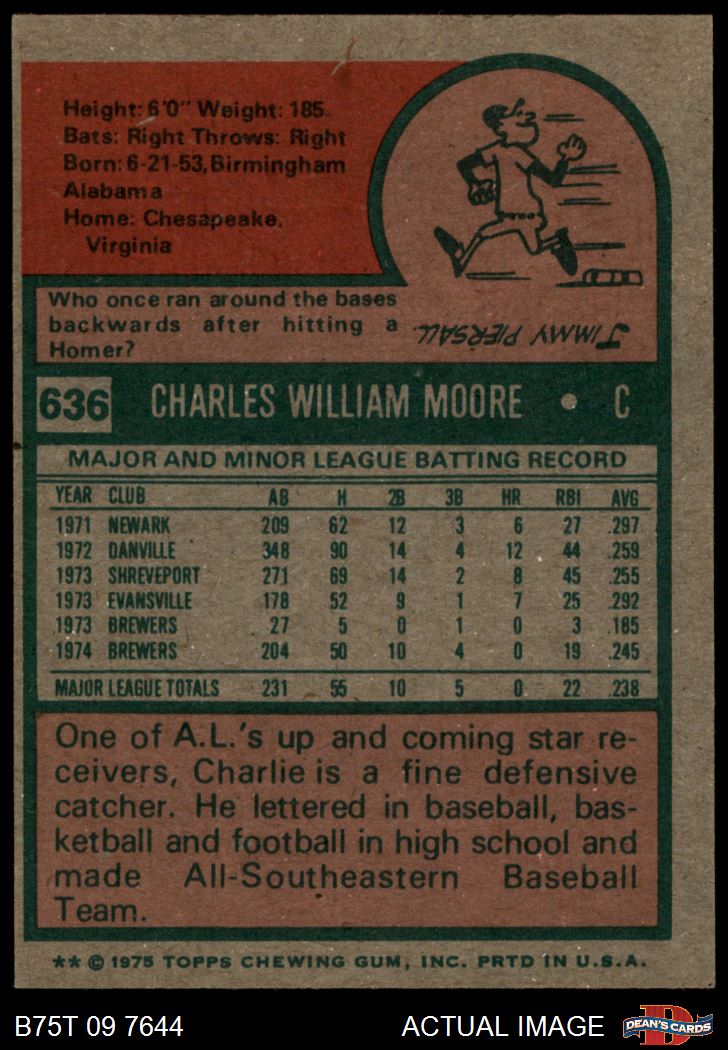 Height: 6'0" Weight: 185
Bats: Right Throws: Right
Born: 6-21-53, Birmingham
Alabama
Home: Chesapeake,
Virginia
Who once ran around the bases
backwards after hitting a
Homer?
JIMMY PIERSALL.
636 CHARLES WILLIAM MOORE • C
MAJOR AND MINOR LEAGUE BATTING RECORD
YEAR CLUB AB H 2B 3B HR RBI AVG
1971 NEWARK 209 62 12 3 6 27 .297
1972 DANVILLE 348 90 14 4 12 44 .259
1973 SHREVEPORT 271 69 14 2 8 45 .255
1973 EVANSVILLE 178 52 9 1 7 25 .292
1973 BREWERS 27 5 0 1 0 3 .185
1974 BREWERS 204 50 10 4 0 19 .245
MAJOR LEAGUE TOTALS 231 55 10 5 0 22 .238
One of A.L.'s up and coming star re-
ceivers, Charlie is a fine defensive
catcher. He lettered in baseball, bas-
ketball and football in high school and
made All-Southeastern Baseball
Team.
** © 1975 TOPPS CHEWING GUM, INC. PRTD IN U.S.A.
B75T 09 7644 ACTUAL IMAGE
D
DEAN'S CARDS